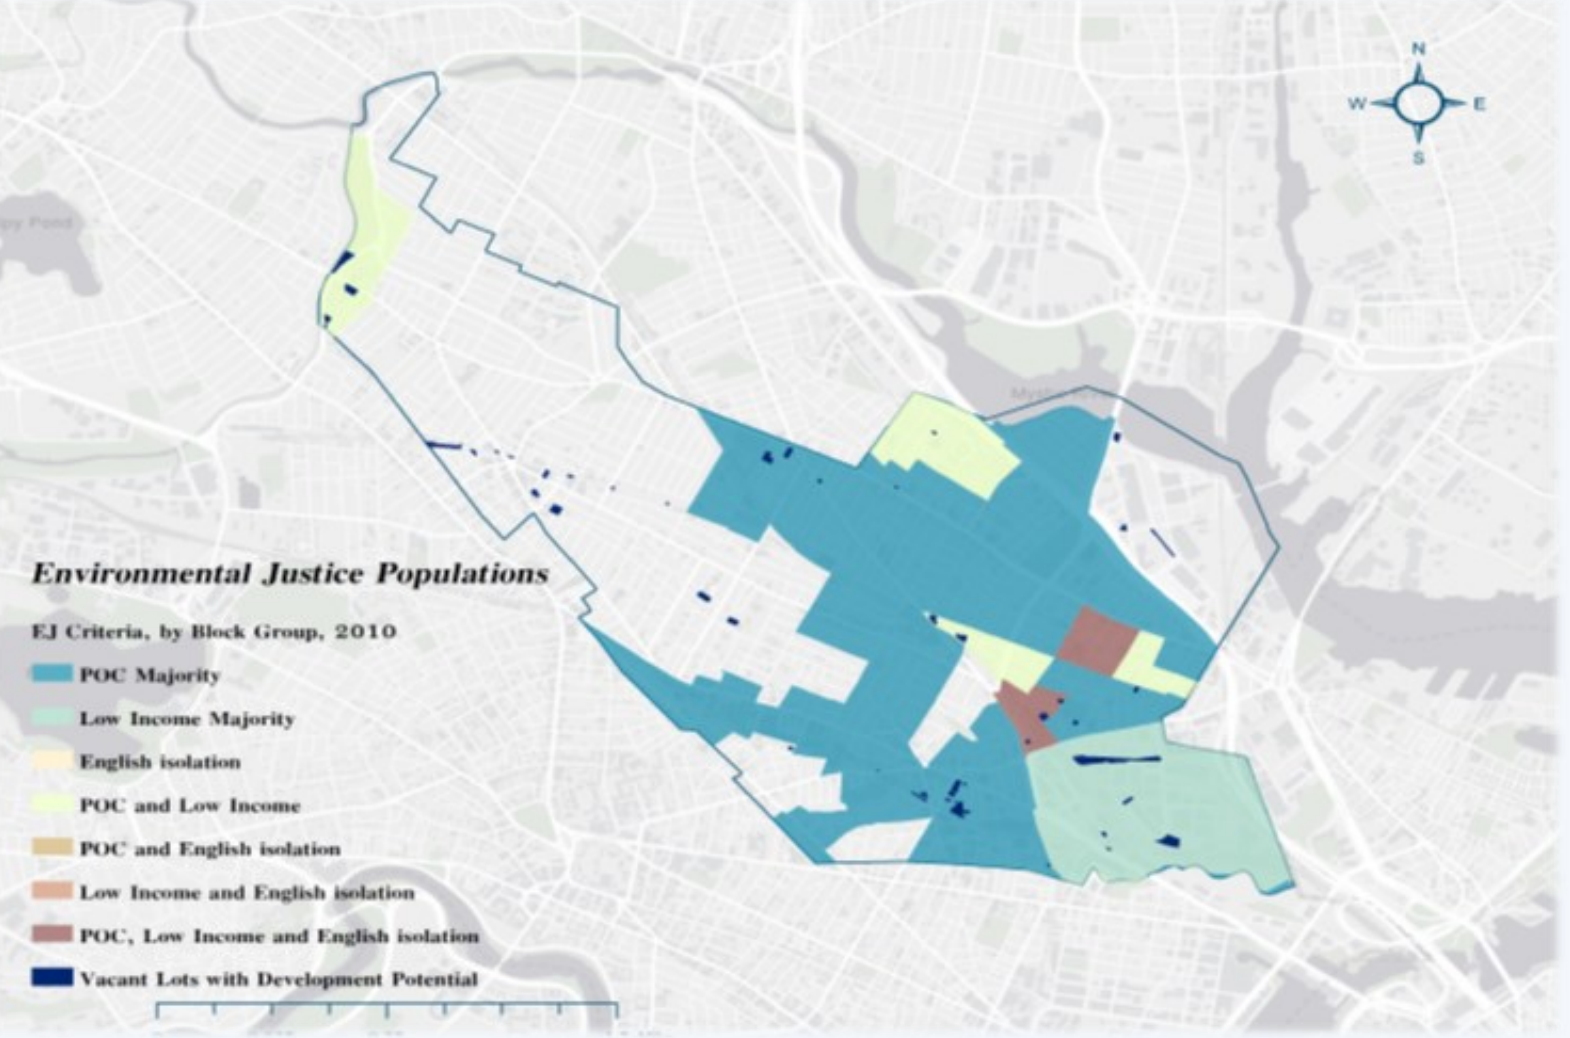 N
W E
S
py Pond
Environmental Justice Populations
EJ Criteria, by Block Group, 2010
POC Majority
Low Income Majority
English isolation
POC and Low Income
POC and English isolation
Low Income and English isolation
POC, Low Income and English isolation
Vacant Lots with Development Potential